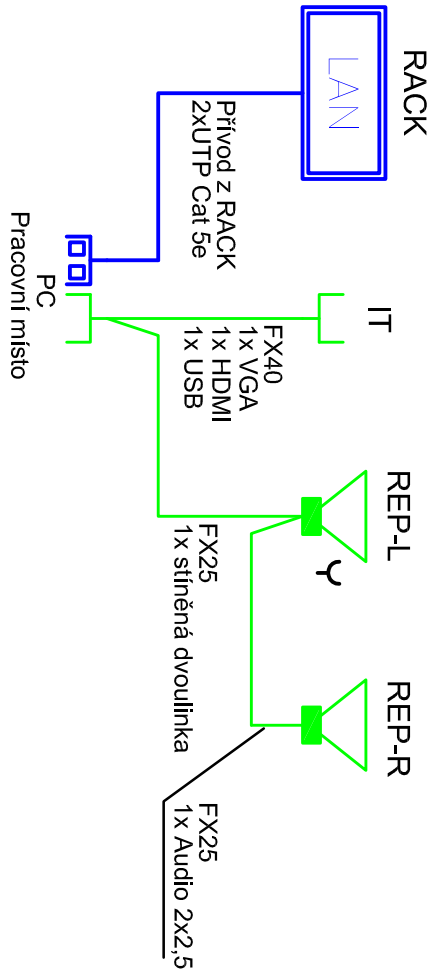 RACK
LAN
Přívod z RACK
2xUTP Cat 5e
PC
Pracovní místo
IT
FX40
1x VGA
1x HDMI
1x USB
REP-L
FX25
1x stíněná dvoulinka
REP-R
FX25
1x Audio 2x2,5